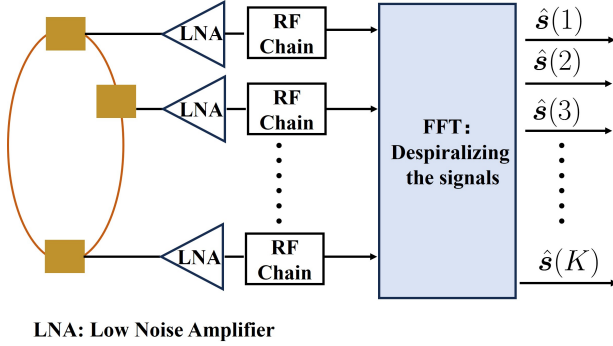 LNA
RF
Chain
ŝ(1)
ŝ(2)
LNA
RF
Chain
ŝ(3)
FFT:
Despiralizing
the signals
LNA
RF
Chain
ŝ(K)
LNA: Low Noise Amplifier